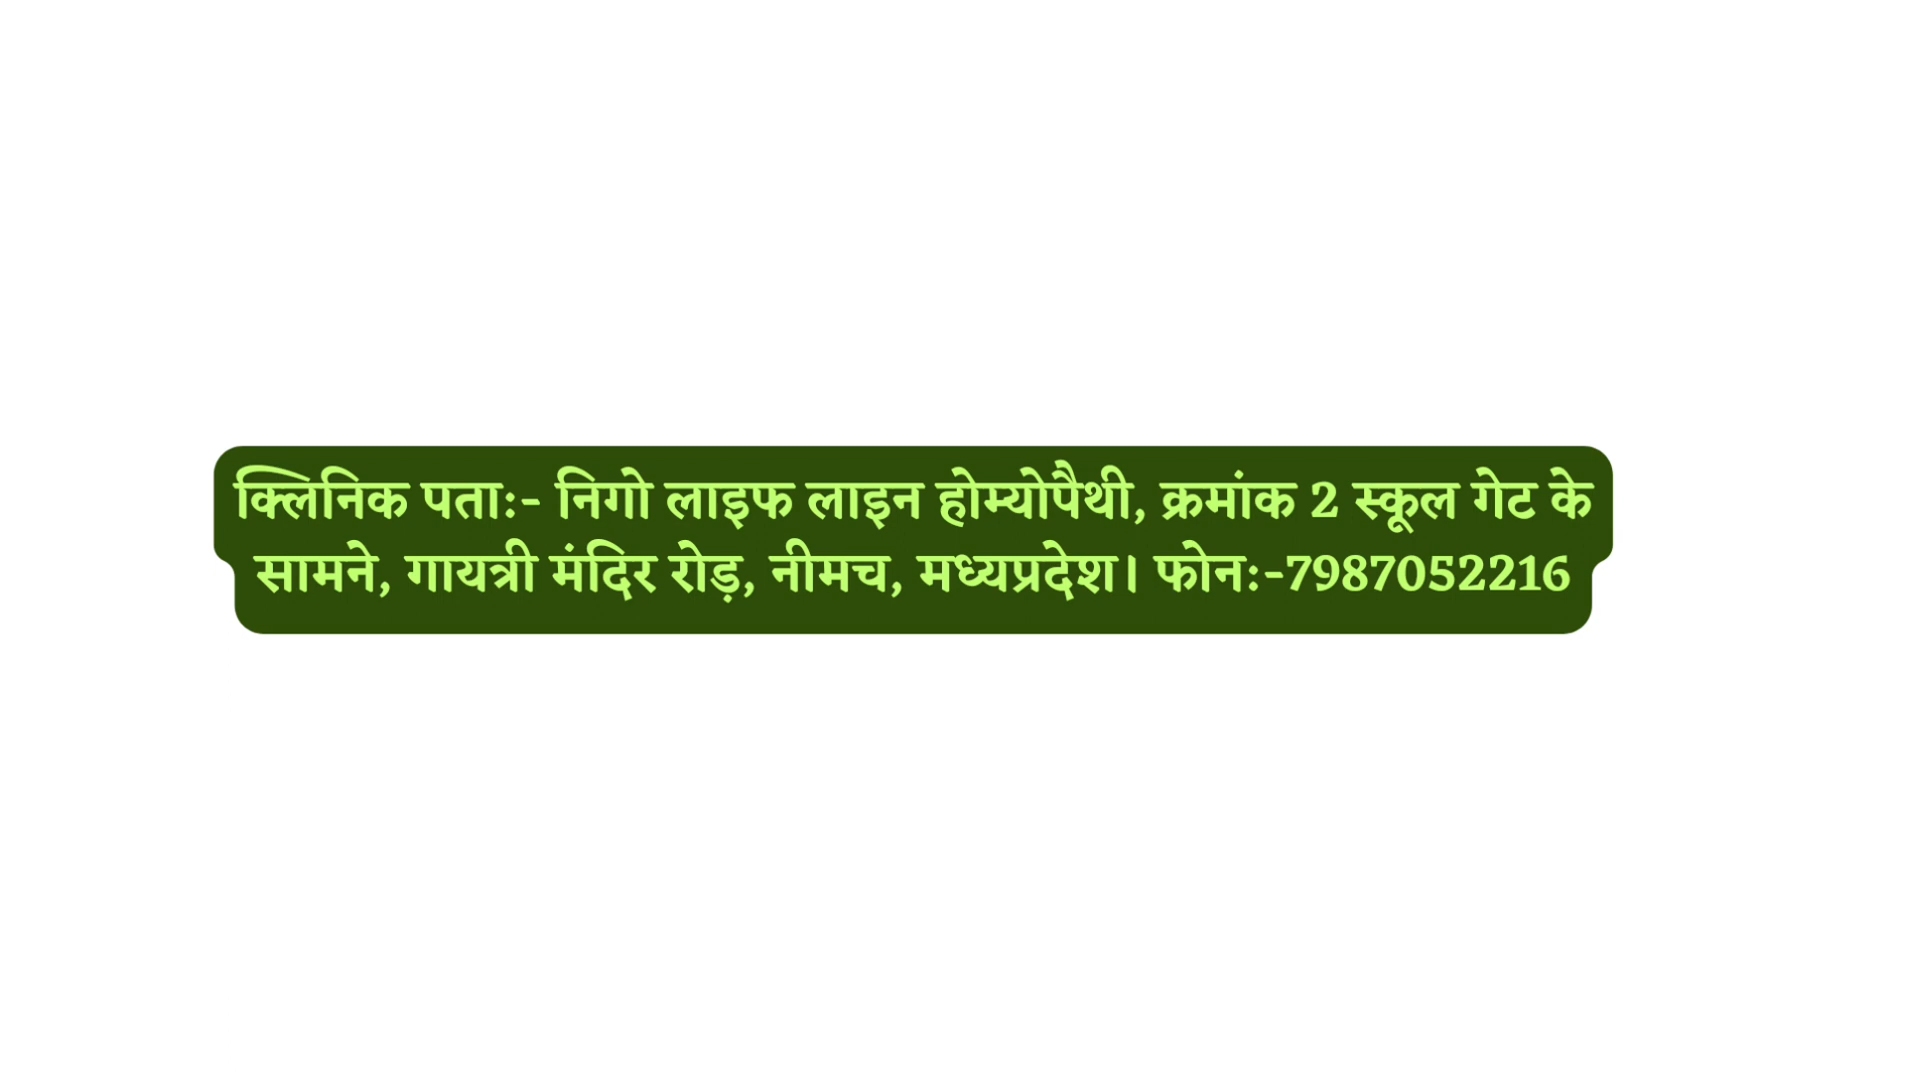 क्लिनिक पताः- निगो लाइफ लाइन होम्योपैथी, क्रमांक 2 स्कूल गेट के
सामने, गायत्री मंदिर रोड़, नीमच, मध्यप्रदेश। फोनः-7987052216